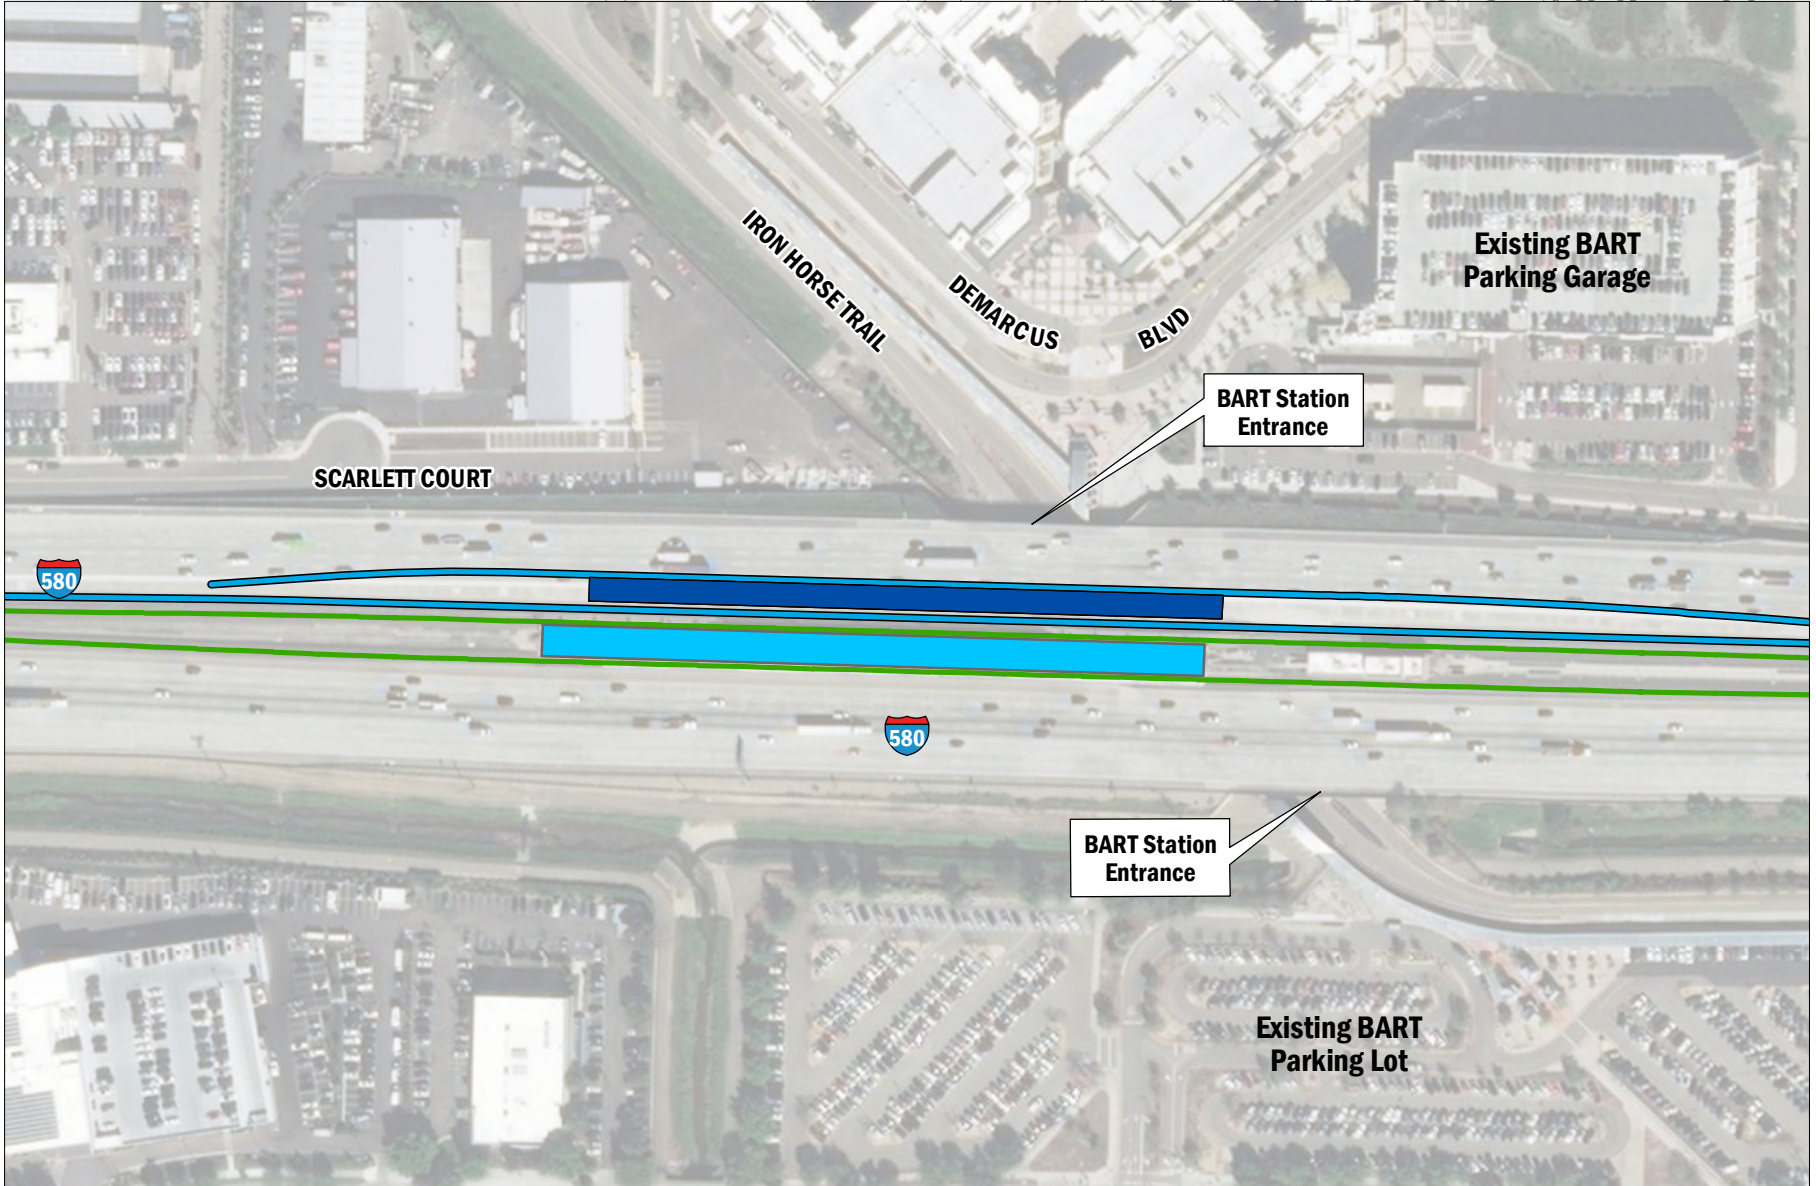 IRON HORSE TRAIL
DEMARCUS
BLVD
Existing BART
Parking Garage
BART Station
Entrance
SCARLETT COURT
580
580
BART Station
Entrance
Existing BART
Parking Lot